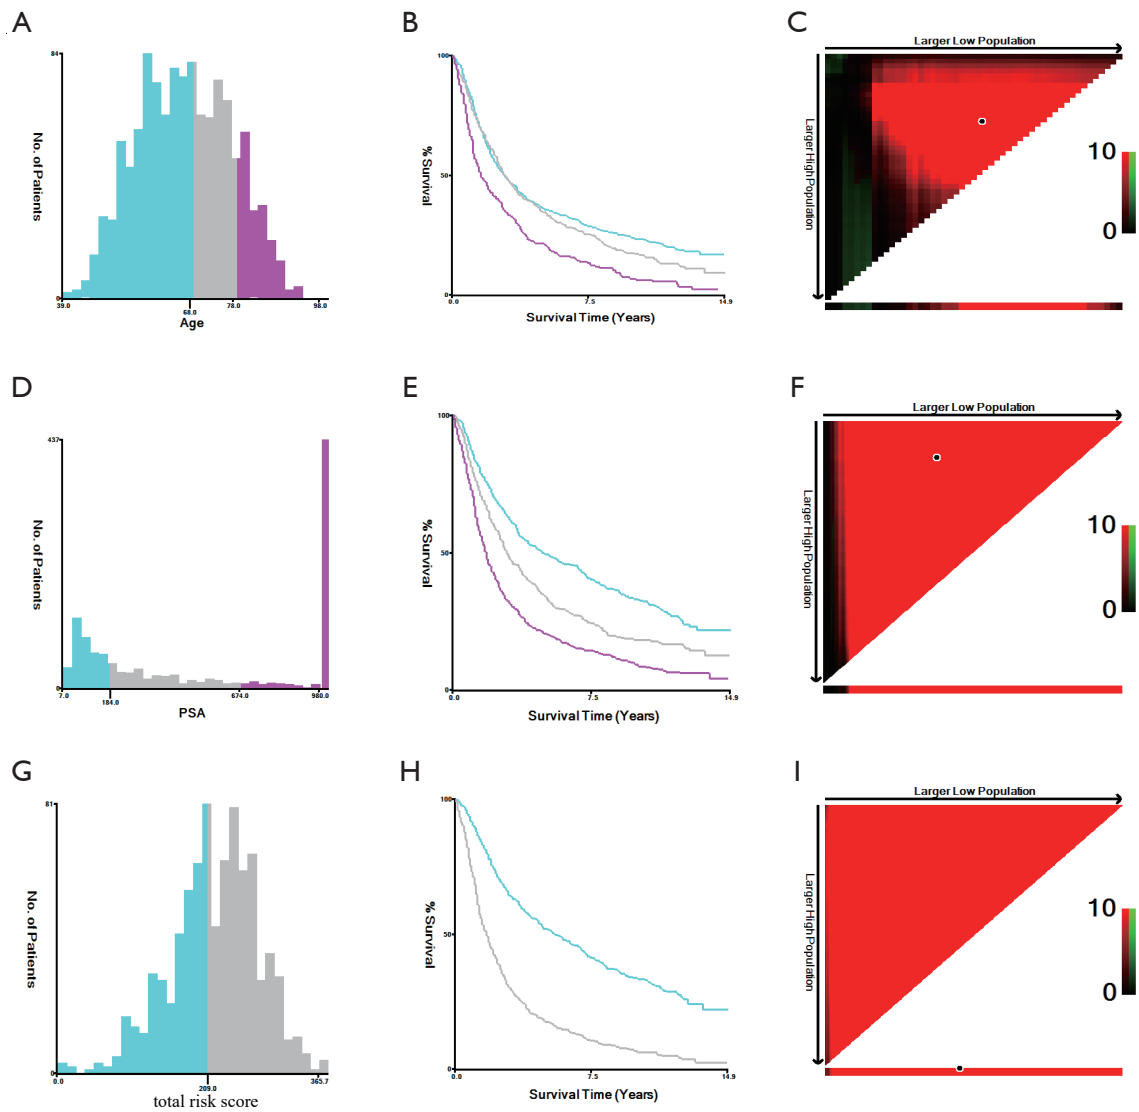 A
84
No. of Patients
0
39.0
68.0
78.0
98.0
Age
B
100
50
0
% Survival
0.0
7.5
14.9
Survival Time (Years)
C
Larger Low Population
Larger High Population
10
0
D
437
No. of Patients
0
7.0
184.0
674.0
980.0
PSA
E
100
50
0
% Survival
0.0
7.5
14.9
Survival Time (Years)
F
Larger Low Population
Larger High Population
10
0
G
81
No. of Patients
0
0.0
209.0
365.7
total risk score
H
100
50
0
% Survival
0.0
7.5
14.9
Survival Time (Years)
I
Larger Low Population
Larger High Population
10
0